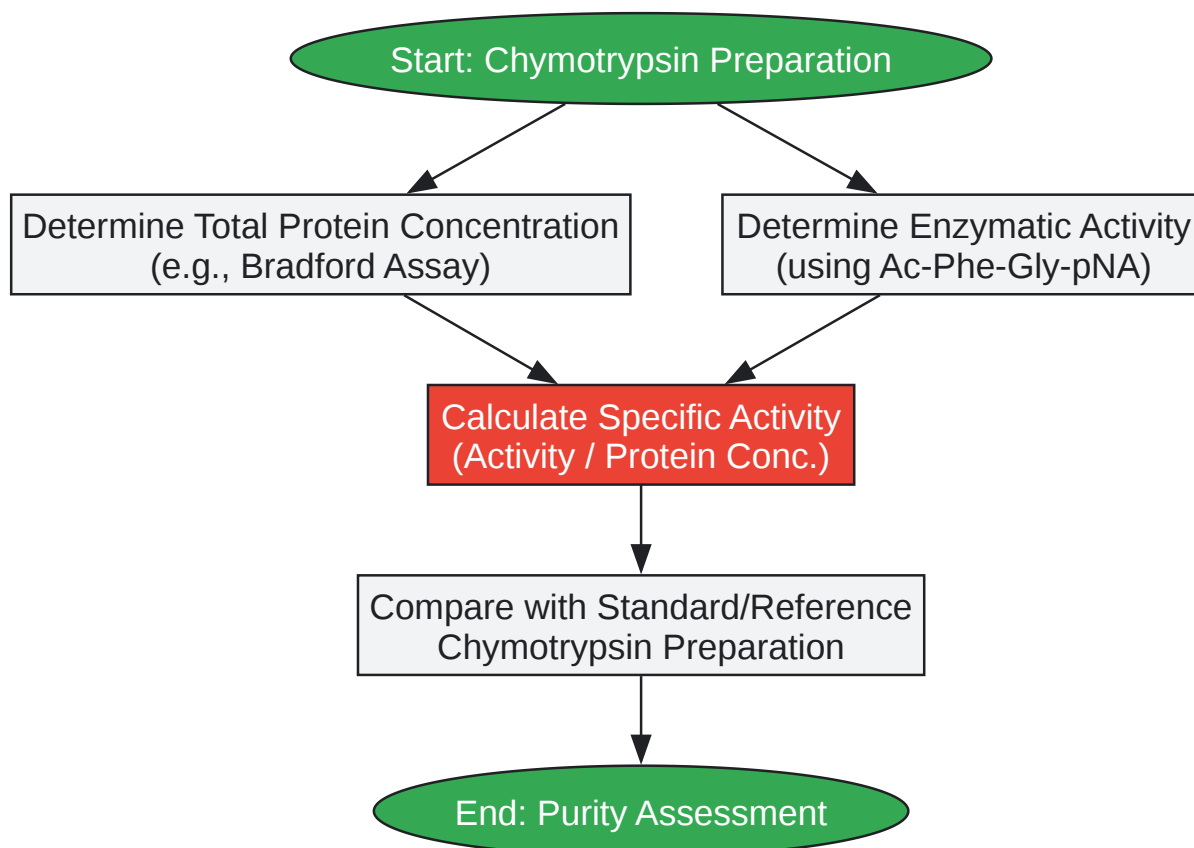 Start: Chymotrypsin Preparation
Determine Total Protein Concentration
(e.g., Bradford Assay)
Determine Enzymatic Activity
(using Ac-Phe-Gly-pNA)
Calculate Specific Activity
(Activity / Protein Conc.)
Compare with Standard/Reference
Chymotrypsin Preparation
End: Purity Assessment